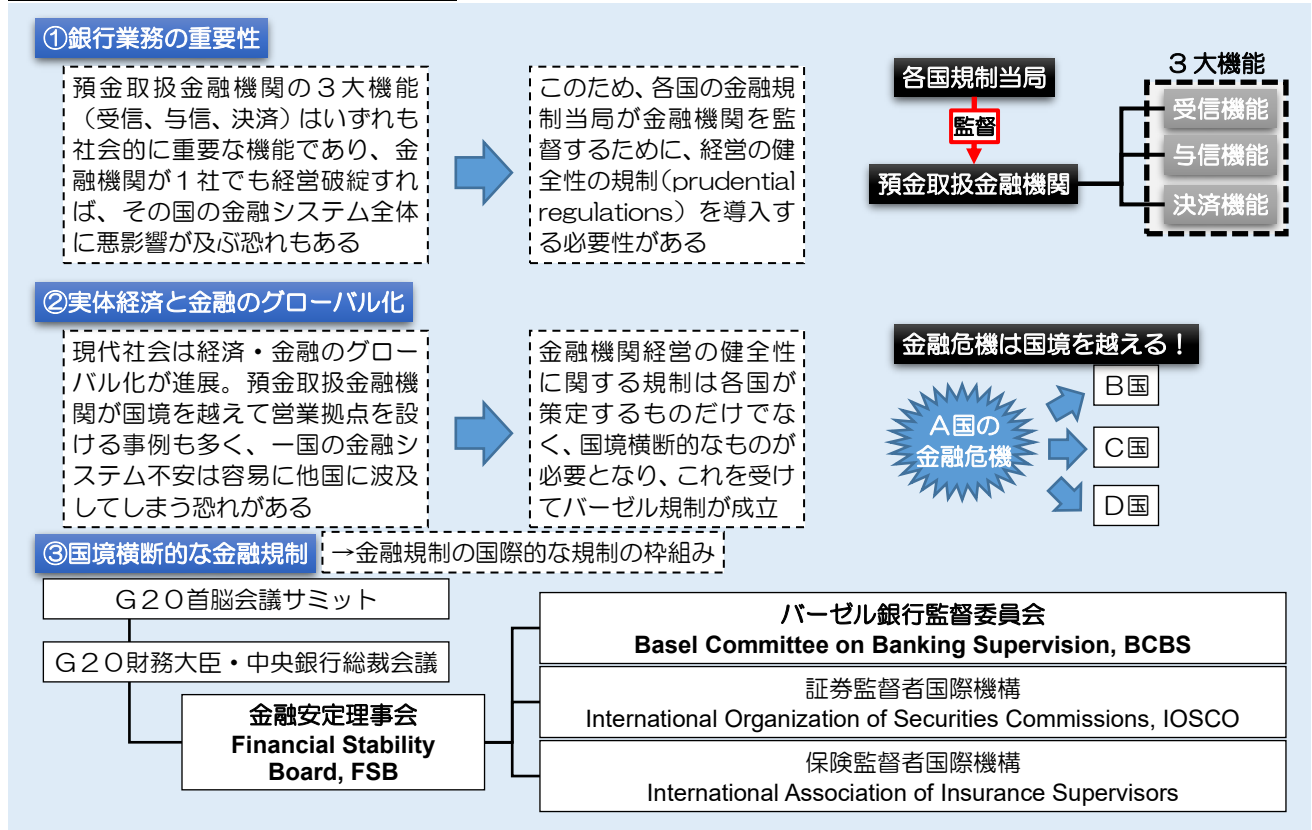 ①銀行業務の重要性
預金取扱金融機関の３大機能
（受信、与信、決済）はいずれも
社会的に重要な機能であり、金
融機関が１社でも経営破綻すれ
ば、その国の金融システム全体
に悪影響が及ぶ恐れもある
このため、各国の金融規
制当局が金融機関を監
督するために、経営の健
全性の規制（prudential
regulations）を導入す
る必要性がある
各国規制当局
監督
預金取扱金融機関
３大機能
受信機能
与信機能
決済機能
②実体経済と金融のグローバル化
現代社会は経済・金融のグロー
バル化が進展。預金取扱金融機
関が国境を越えて営業拠点を設
ける事例も多く、一国の金融シ
ステム不安は容易に他国に波及
してしまう恐れがある
金融機関経営の健全性
に関する規制は各国が
策定するものだけでな
く、国境横断的なものが
必要となり、これを受け
てバーゼル規制が成立
金融危機は国境を越える！
A国の
金融危機
B国
C国
D国
③国境横断的な金融規制
→金融規制の国際的な規制の枠組み
G２０首脳会議サミット
G２０財務大臣・中央銀行総裁会議
金融安定理事会
Financial Stability
Board, FSB
バーゼル銀行監督委員会
Basel Committee on Banking Supervision, BCBS
証券監督者国際機構
International Organization of Securities Commissions, IOSCO
保険監督者国際機構
International Association of Insurance Supervisors